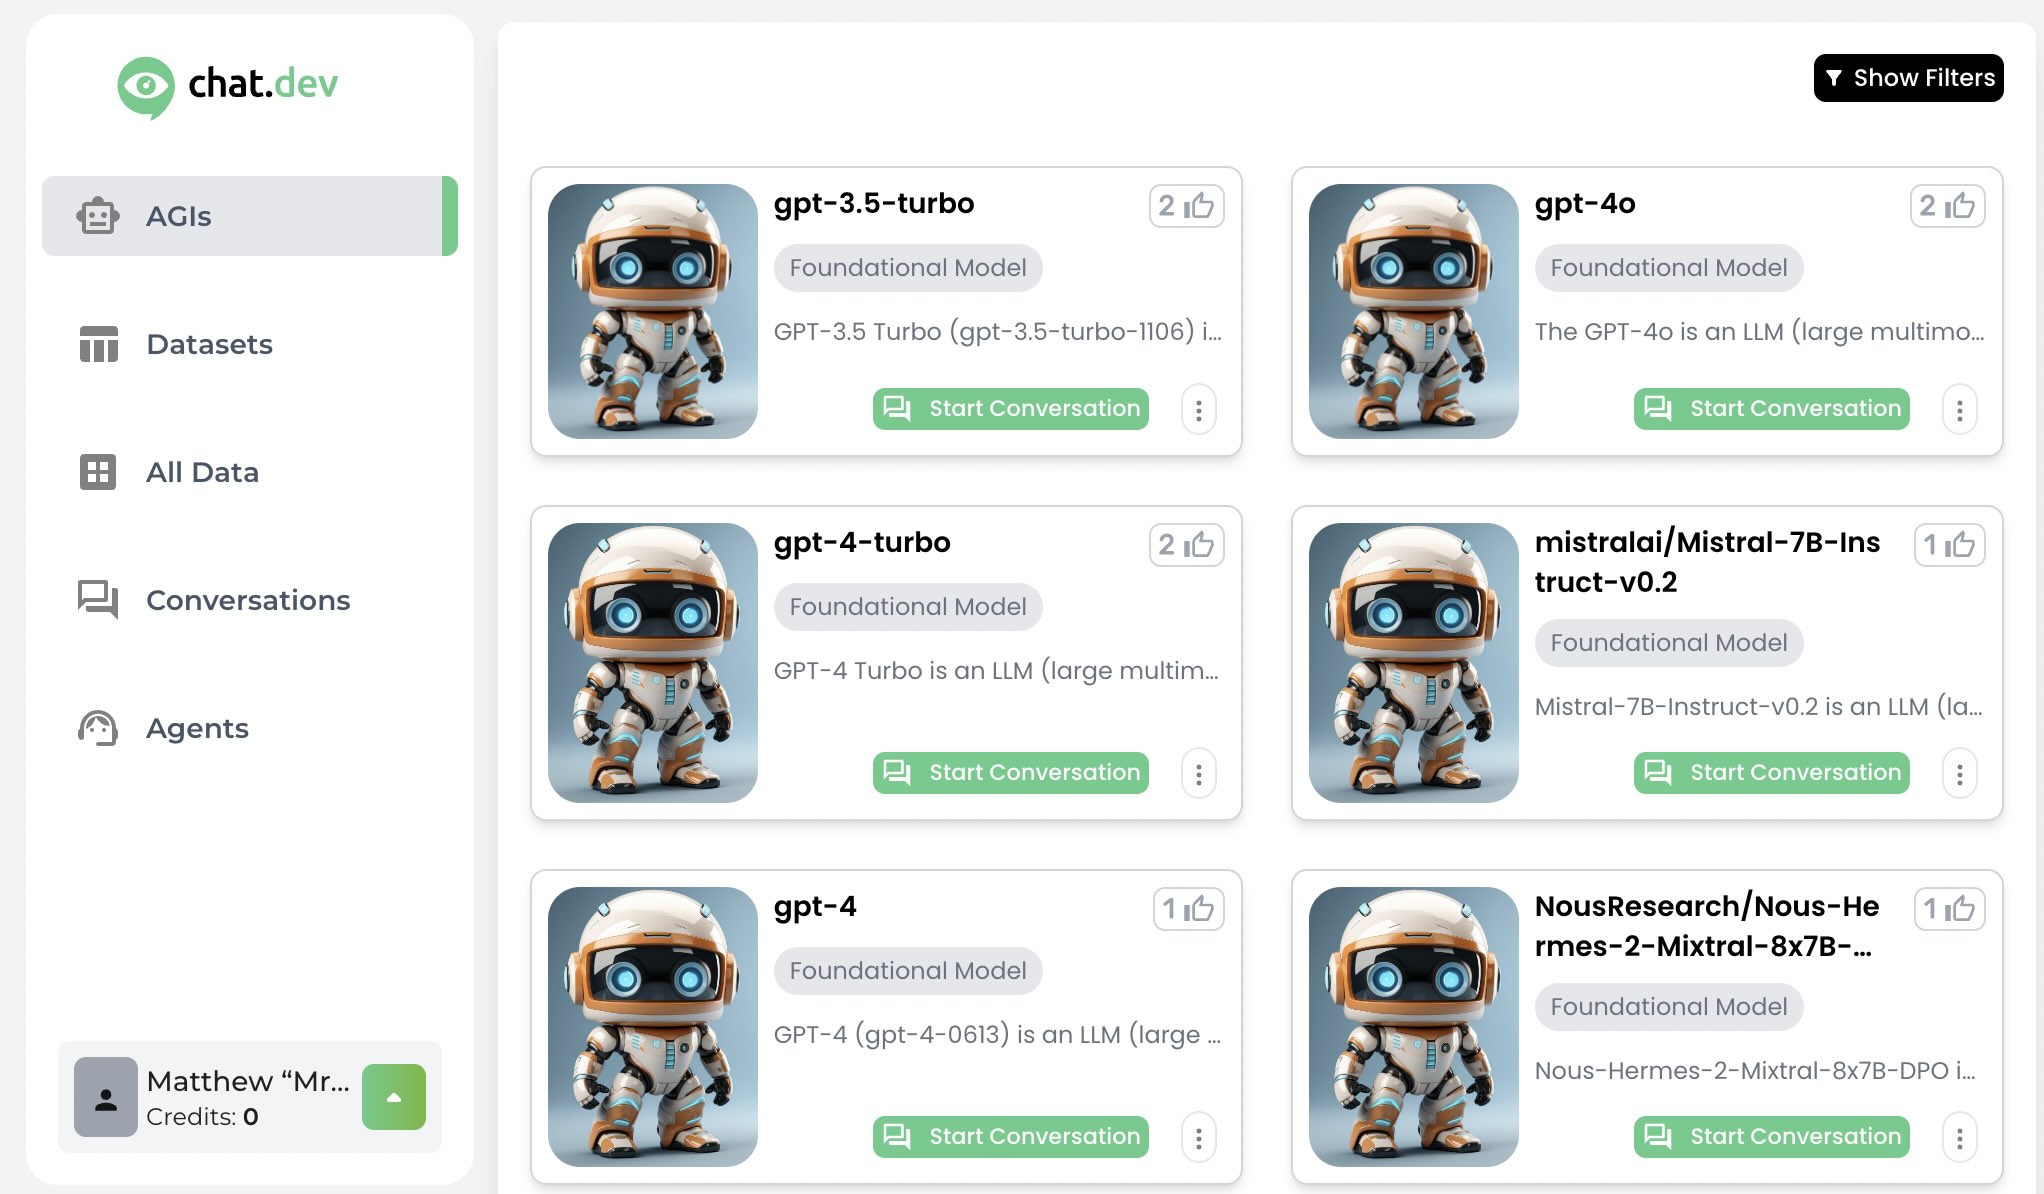 chat.dev
AGIs
Datasets
All Data
Conversations
Agents
Matthew “Mr...
Credits: 0
Show Filters
gpt-3.5-turbo
2
Foundational Model
GPT-3.5 Turbo (gpt-3.5-turbo-1106) i...
Start Conversation
gpt-4o
2
Foundational Model
The GPT-4o is an LLM (large multimo...
Start Conversation
gpt-4-turbo
2
Foundational Model
GPT-4 Turbo is an LLM (large multim...
Start Conversation
mistralai/Mistral-7B-Ins
truct-v0.2
1
Foundational Model
Mistral-7B-Instruct-v0.2 is an LLM (la...
Start Conversation
gpt-4
1
Foundational Model
GPT-4 (gpt-4-0613) is an LLM (large ...
Start Conversation
NousResearch/Nous-He
rmes-2-Mixtral-8x7B-...
1
Foundational Model
Nous-Hermes-2-Mixtral-8x7B-DPO i...
Start Conversation